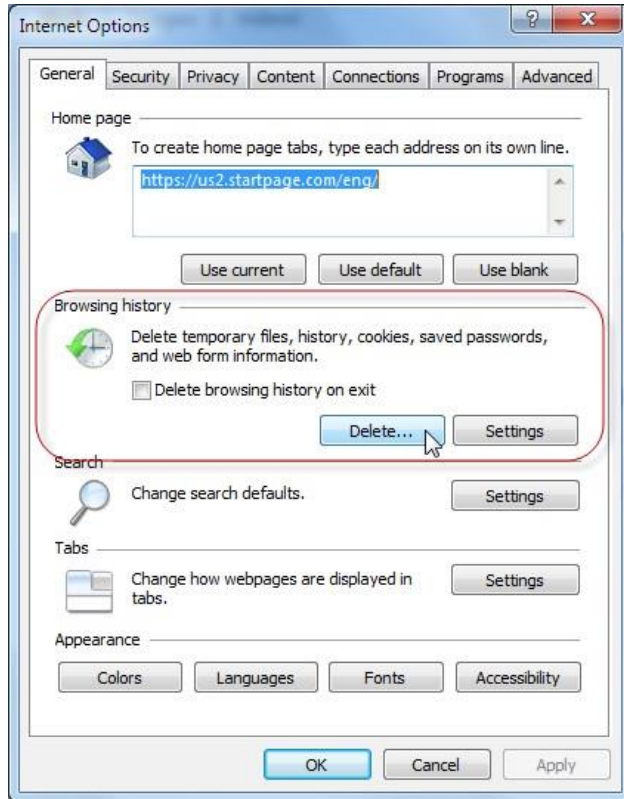 Internet Options
General Security Privacy Content Connections Programs Advanced
Home page
To create home page tabs, type each address on its own line.
https://us2.startpage.com/eng/
Use current Use default Use blank
Browsing history
Delete temporary files, history, cookies, saved passwords,
and web form information.
Delete browsing history on exit
Delete... Settings
Search
Change search defaults. Settings
Tabs
Change how webpages are displayed in Settings
tabs.
Appearance
Colors Languages Fonts Accessibility
OK Cancel Apply